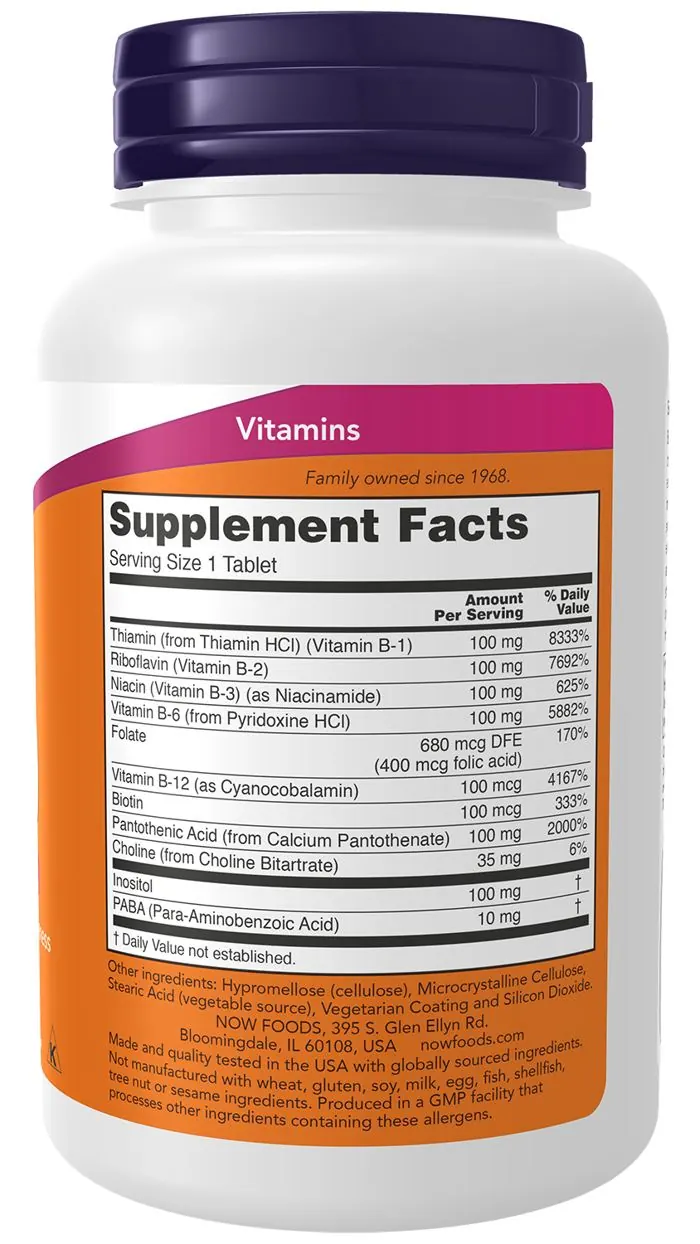 Vitamins
Family owned since 1968.
Supplement Facts
Serving Size 1 Tablet
Amount Per Serving % Daily Value
Thiamin (from Thiamin HCl) (Vitamin B-1) 100 mg 8333%
Riboflavin (Vitamin B-2) 100 mg 7692%
Niacin (Vitamin B-3) (as Niacinamide) 100 mg 625%
Vitamin B-6 (from Pyridoxine HCl) 100 mg 5882%
Folate 680 mcg DFE 170%
(400 mcg folic acid)
Vitamin B-12 (as Cyanocobalamin) 100 mcg 4167%
Biotin 100 mcg 333%
Pantothenic Acid (from Calcium Pantothenate) 100 mg 2000%
Choline (from Choline Bitartrate) 35 mg 6%
Inositol 100 mg †
PABA (Para-Aminobenzoic Acid) 10 mg †
† Daily Value not established.
Other ingredients: Hypromellose (cellulose), Microcrystalline Cellulose,
Stearic Acid (vegetable source), Vegetarian Coating and Silicon Dioxide.
NOW FOODS, 395 S. Glen Ellyn Rd.
Bloomingdale, IL 60108, USA nowfoods.com
Made and quality tested in the USA with globally sourced ingredients.
Not manufactured with wheat, gluten, soy, milk, egg, fish, shellfish,
tree nut or sesame ingredients. Produced in a GMP facility that
processes other ingredients containing these allergens.
K